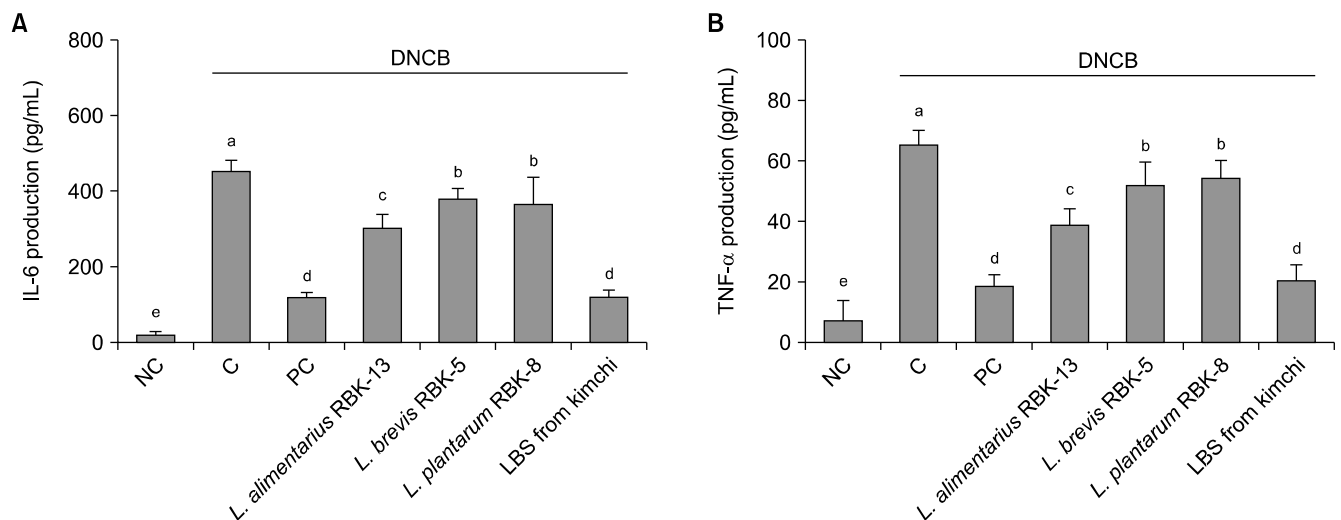 A
IL-6 production (pg/mL)
800
600
400
200
0
DNCB
e
a
d
c
b
b
d
NC
C
PC
L. alimentarius RBK-13
L. brevis RBK-5
L. plantarum RBK-8
LBS from kimchi
B
TNF-α production (pg/mL)
100
80
60
40
20
0
DNCB
e
a
d
c
b
b
d
NC
C
PC
L. alimentarius RBK-13
L. brevis RBK-5
L. plantarum RBK-8
LBS from kimchi